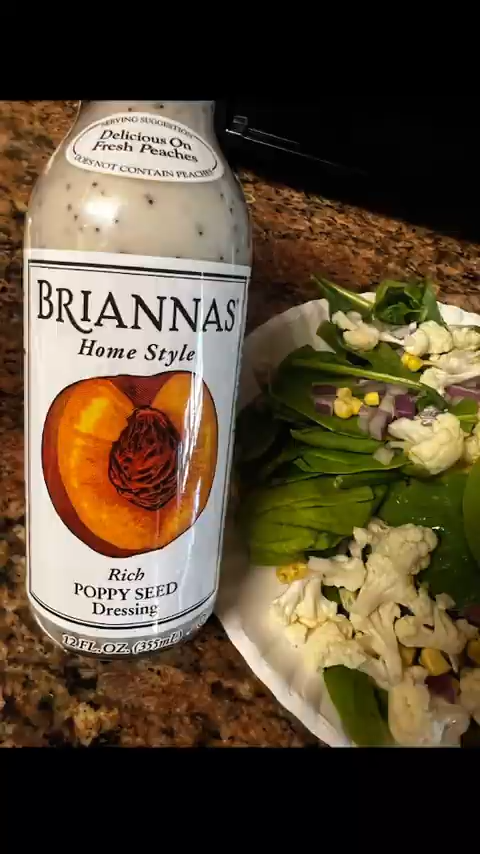 SERVING SUGGESTION
Delicious On
Fresh Peaches
DOES NOT CONTAIN PEACHES
BRIANNAS
Home Style
Rich
POPPY SEED
Dressing
12 FL. OZ. (355mL)